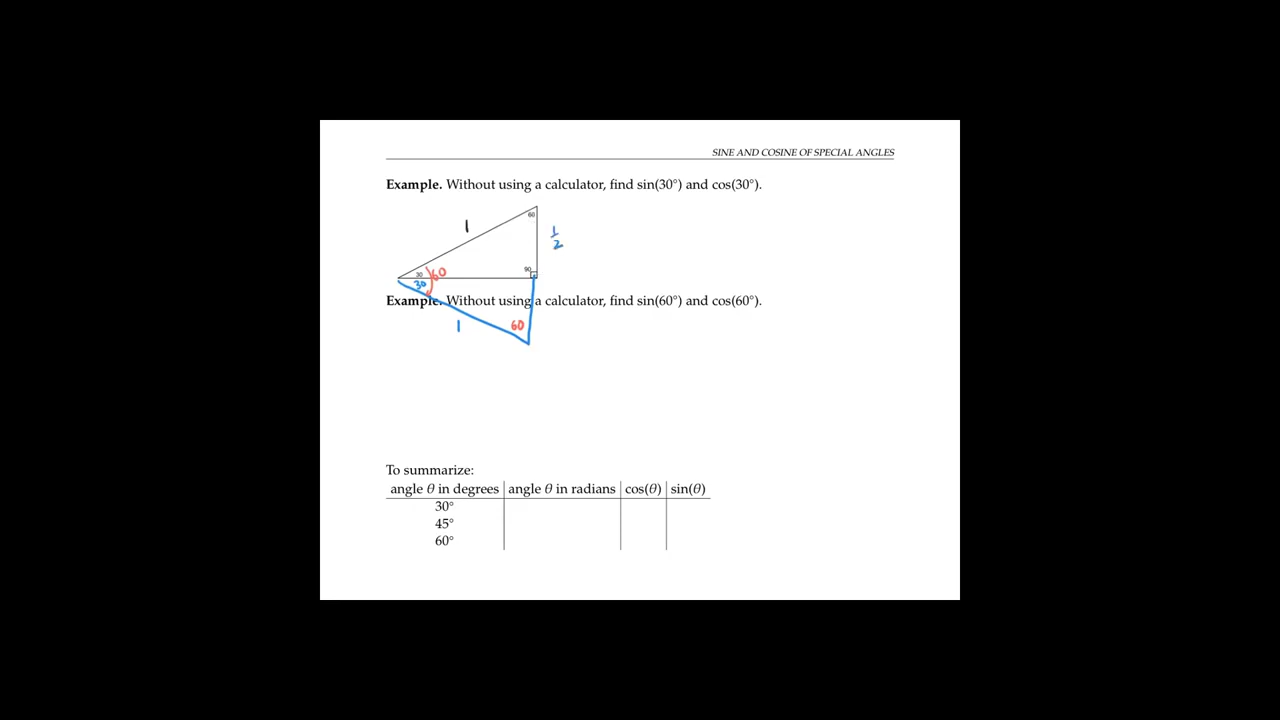 SINE AND COSINE OF SPECIAL ANGLES
Example. Without using a calculator, find sin(30°) and cos(30°).
60
1
1/2
30 90
60
30
Example. Without using a calculator, find sin(60°) and cos(60°).
1 60
To summarize:
angle θ in degrees angle θ in radians cos(θ) sin(θ)
30°
45°
60°